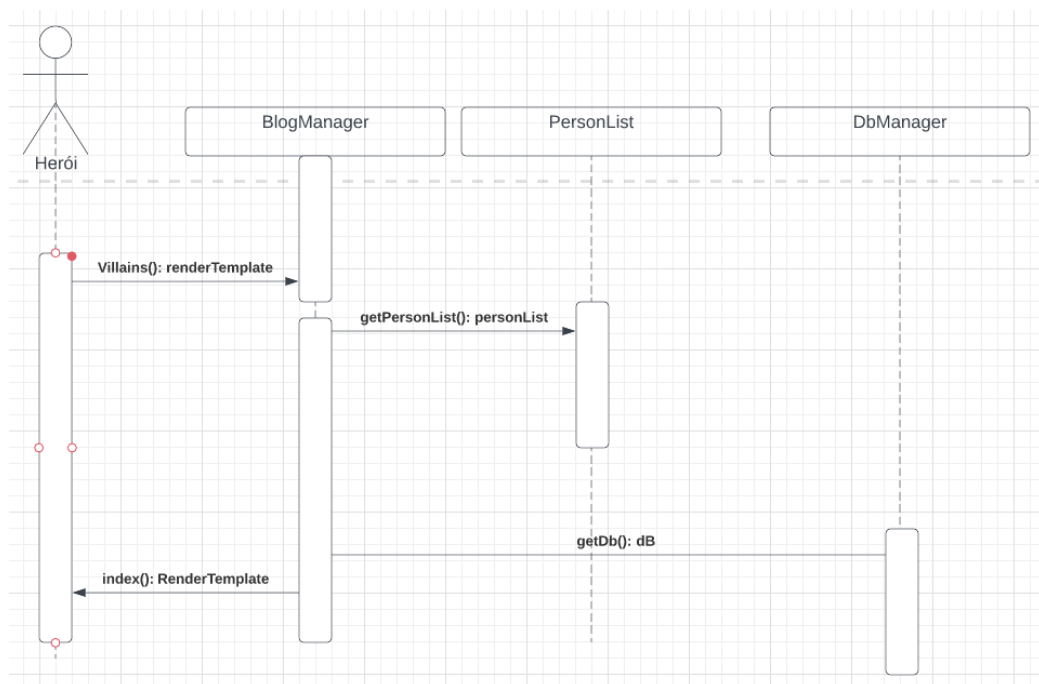 BlogManager
PersonList
DbManager
Herói
Villains(): renderTemplate
getPersonList(): personList
getDb(): dB
index(): RenderTemplate